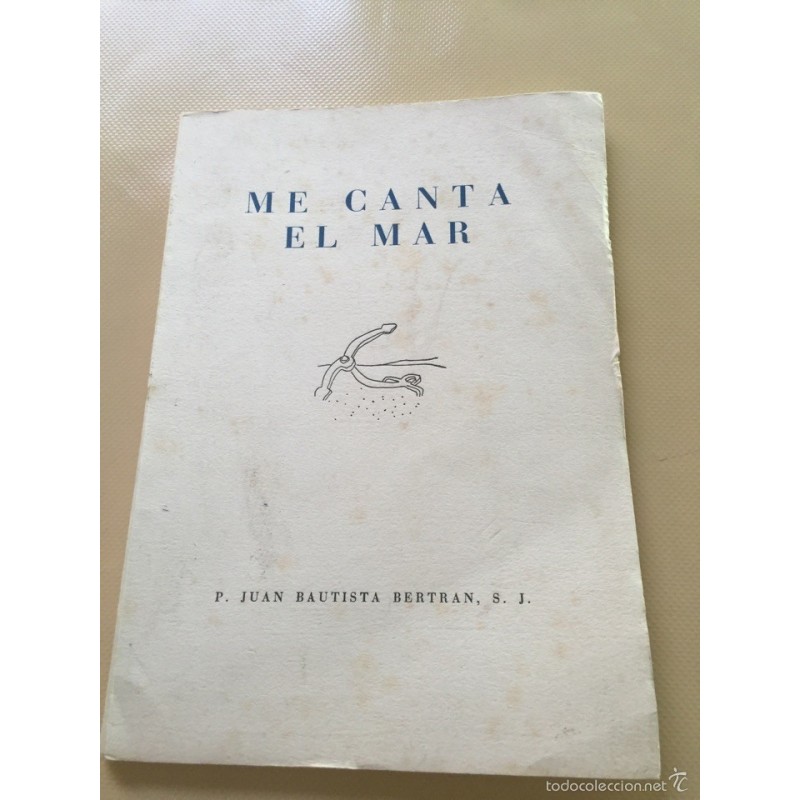 ME CANTA
EL MAR
P. JUAN BAUTISTA BERTRAN, S. J.
todocoleccion.net